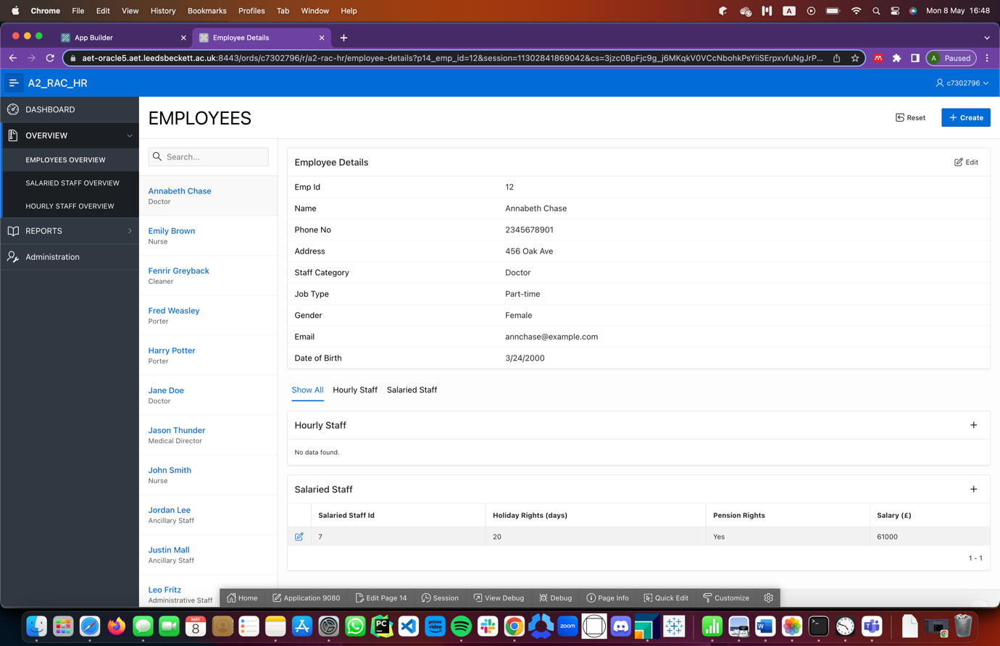 Chrome File Edit View History Bookmarks Profiles Tab Window Help A Mon 8 May 16:48
App Builder Employee Details
aet-oracle5.aet.leedsbeckett.ac.uk:8443/ords/c7302796/r/a2-rac-hr/employee-details?p14_emp_id=12&session=11302841869042&cs=3jzc0BpFjc9g_j6MKqkV0VCcNbohkPsYiiSErpxvfuNgJrP... A Paused
A2_RAC_HR c7302796
DASHBOARD
OVERVIEW
EMPLOYEES OVERVIEW
SALARIED STAFF OVERVIEW
HOURLY STAFF OVERVIEW
REPORTS
Administration
EMPLOYEES Reset Create
Search...
Annabeth Chase
Doctor
Emily Brown
Nurse
Fenrir Greyback
Cleaner
Fred Weasley
Porter
Harry Potter
Porter
Jane Doe
Doctor
Jason Thunder
Medical Director
John Smith
Nurse
Jordan Lee
Ancillary Staff
Justin Mall
Ancillary Staff
Leo Fritz
Administrative Staff
Employee Details Edit
Emp Id 12
Name Annabeth Chase
Phone No 2345678901
Address 456 Oak Ave
Staff Category Doctor
Job Type Part-time
Gender Female
Email annchase@example.com
Date of Birth 3/24/2000
Show All Hourly Staff Salaried Staff
Hourly Staff
No data found.
Salaried Staff
Salaried Staff Id Holiday Rights (days) Pension Rights Salary (£)
7 20 Yes 61000
1 - 1
Home Application 9080 Edit Page 14 Session View Debug Debug Page Info Quick Edit Customize
MAY
8
PC
prime
video
zoom
W